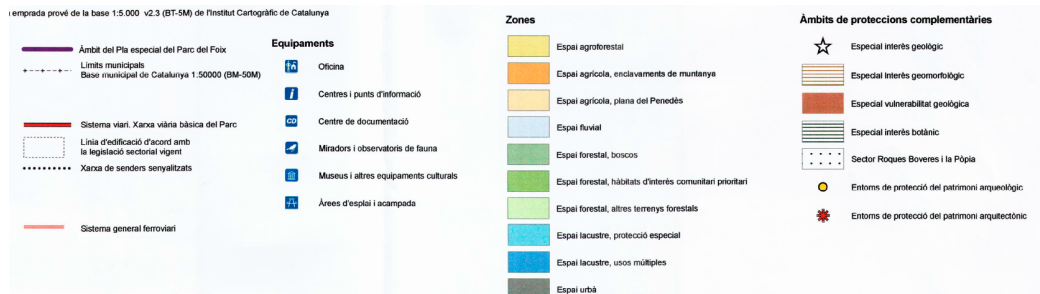 emprada prové de la base 1:5.000 v2.3 (BT-5M) de l'Institut Cartogràfic de Catalunya
Àmbit del Pla especial del Parc del Foix
Límits municipals
Base municipal de Catalunya 1:50000 (BM-50M)
Sistema viari. Xarxa viària bàsica del Parc
Línia d'edificació d'acord amb
la legislació sectorial vigent
Xarxa de senders senyalitzats
Sistema general ferroviari
Equipaments
Oficina
i
Centres i punts d'informació
CD
Centre de documentació
Miradors i observatoris de fauna
Museus i altres equipaments culturals
Àrees d'esplai i acampada
Zones
Espai agroforestal
Espai agrícola, enclavaments de muntanya
Espai agrícola, plana del Penedès
Espai fluvial
Espai forestal, boscos
Espai forestal, hàbitats d'interès comunitari prioritari
Espai forestal, altres terrenys forestals
Espai lacustre, protecció especial
Espai lacustre, usos múltiples
Espai urbà
Àmbits de proteccions complementàries
Especial interès geològic
Especial Interès geomorfològic
Especial vulnerabilitat geològica
Especial interès botànic
Sector Roques Boveres i la Pòpia
Entorns de protecció del patrimoni arqueològic
Entorns de protecció del patrimoni arquitectònic